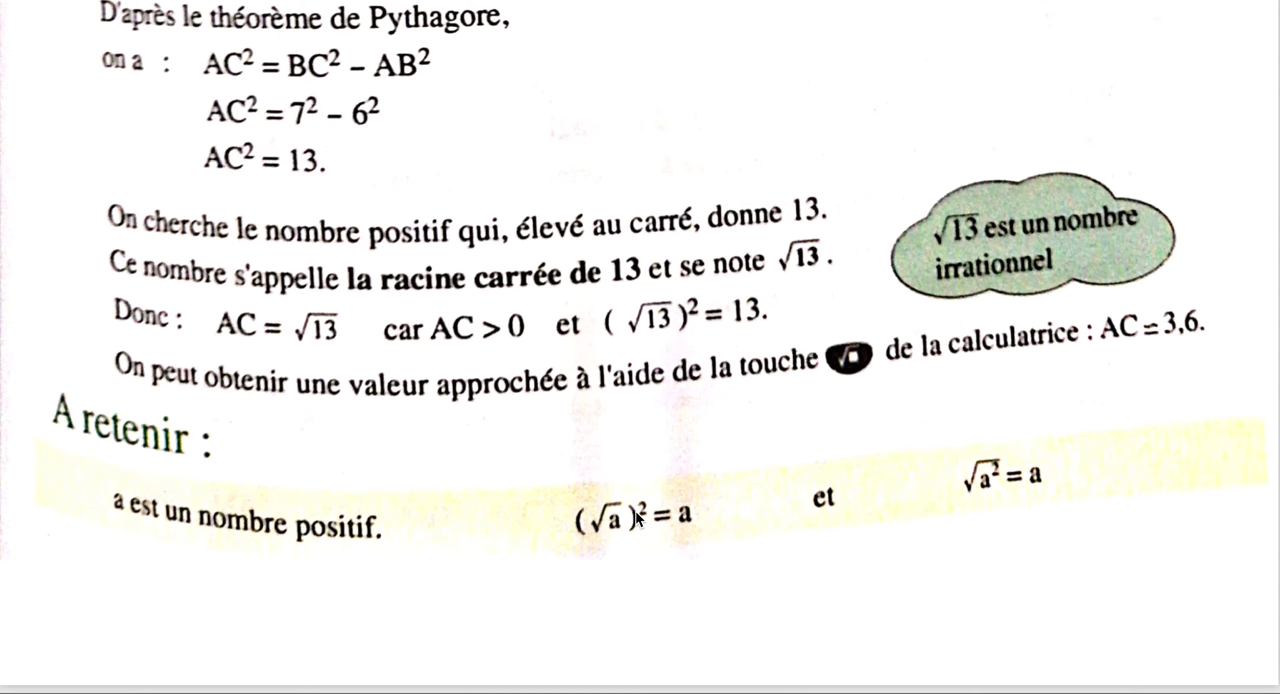 D'après le théorème de Pythagore,
on a : AC² = BC² – AB²
AC² = 7² – 6²
AC² = 13.
On cherche le nombre positif qui, élevé au carré, donne 13.
Ce nombre s'appelle la racine carrée de 13 et se note √13.
√13 est un nombre
irrationnel
Donc : AC = √13 car AC > 0 et ( √13 )² = 13.
On peut obtenir une valeur approchée à l'aide de la touche √ de la calculatrice : AC ≃ 3,6.
A retenir :
a est un nombre positif. (√a )² = a et √a² = a